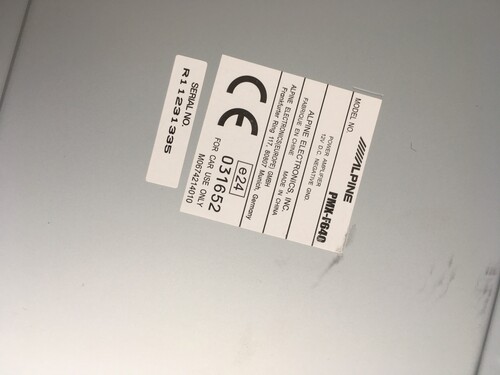 ALPINE
MODEL NO. PMX-F640
POWER AMPLIFIER
12V D.C. NEGATIVE GND.
ALPINE ELECTRONICS, INC.
FABRIQUE EN CHINE MADE IN CHINA
ALPINE ELECTRONICS(EUROPE) GMBH
Frankfurter Ring 117, 80807 Munich, Germany
CE e24
031652
FOR CAR USE ONLY
M0674214010
SERIAL NO.
R11231335